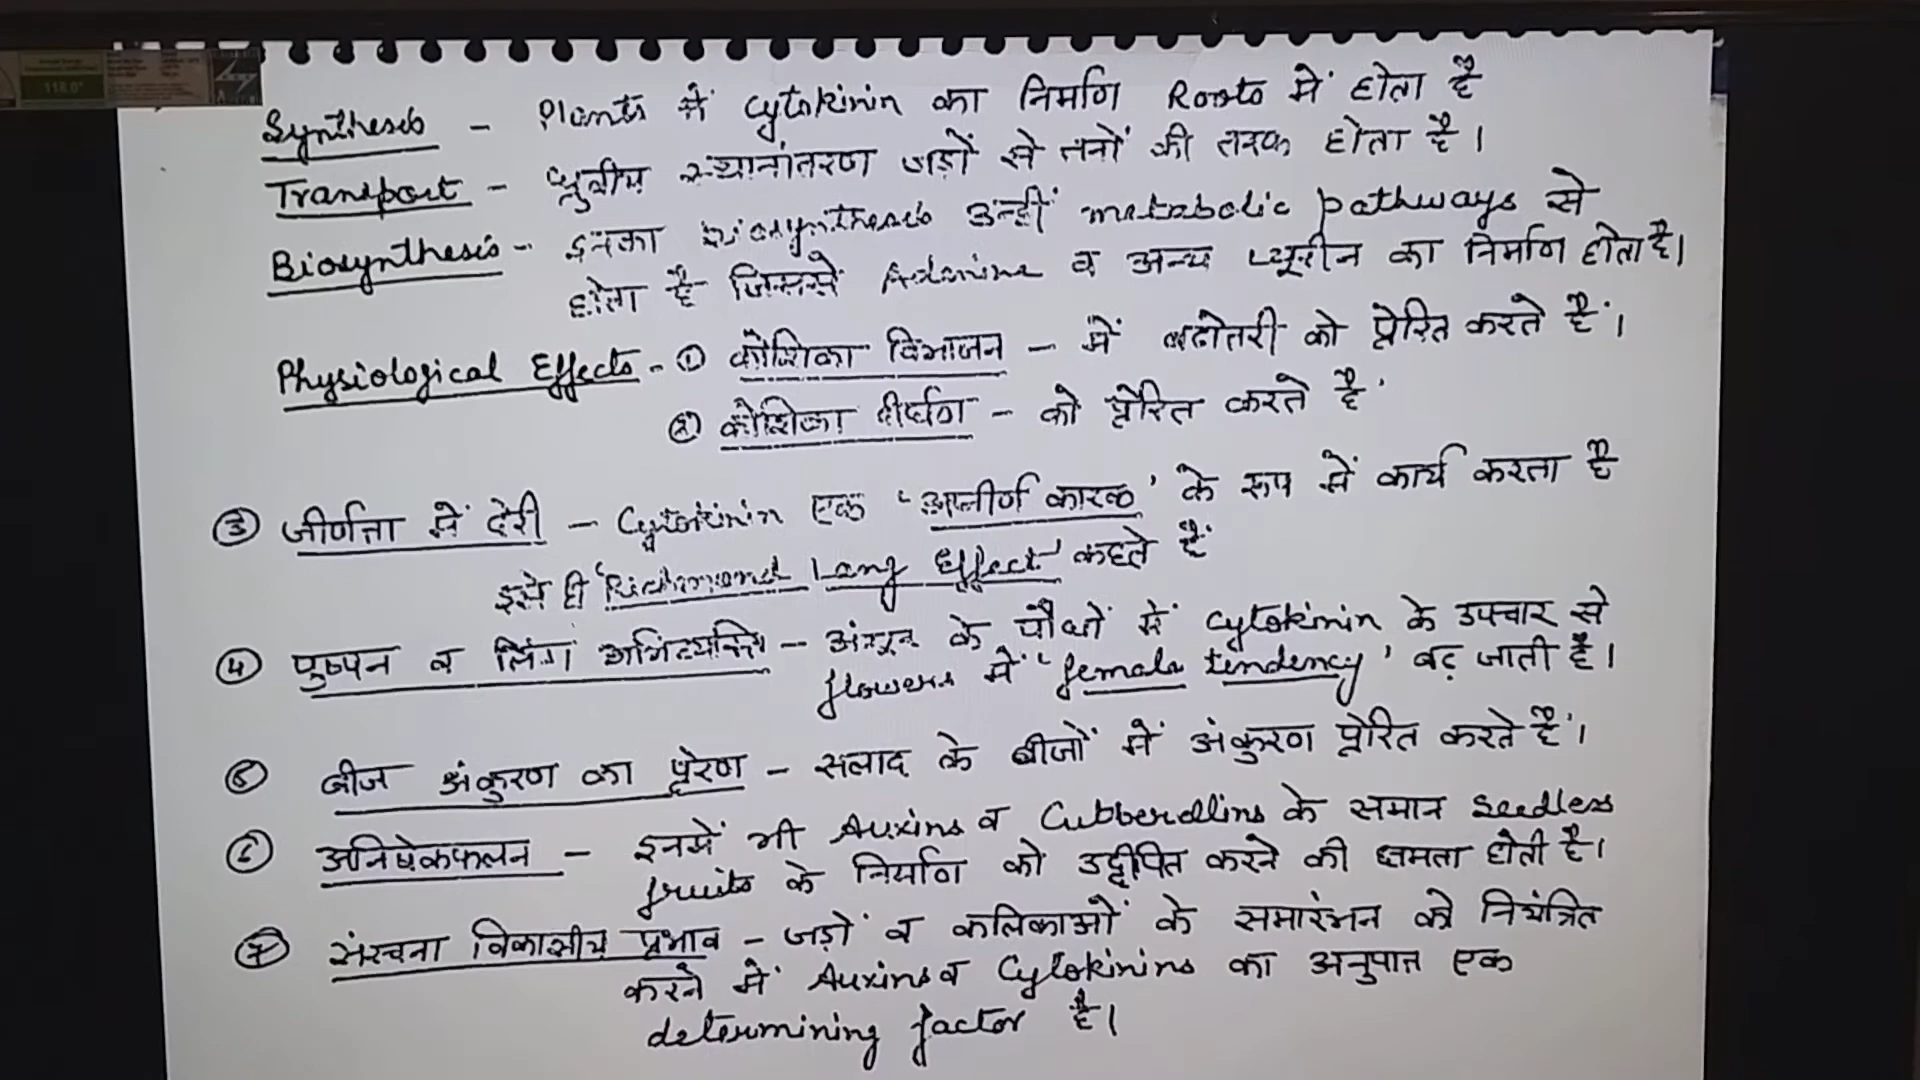 Synthesis - Plants में cytokinin का निर्माण Roots में होता है
Transport - ध्रुवीय स्थानांतरण जड़ों से तनों की तरफ होता है।
Biosynthesis - इनका biosynthesis उन्हीं metabolic pathways से
होता है जिससे Adenine व अन्य प्यूरीन का निर्माण होता है।
Physiological Effects - ① कोशिका विभाजन - में बढोतरी को प्रेरित करते हैं।
② कोशिका दीर्घण - को प्रेरित करते हैं
③ जीर्णता में देरी - Cytokinin एक 'अजीर्ण कारक' के रूप में कार्य करता है
इसे ही 'Richmond Lang Effect' कहते हैं
④ पुष्पन व लिंग अभिव्यक्ति - अंगूर के पौधों में cytokinin के उपचार से
flowers में 'female tendency' बढ़ जाती है।
⑤ बीज अंकुरण का प्रेरण - सलाद के बीजों में अंकुरण प्रेरित करते हैं।
⑥ अनिषेकफलन - इनमें भी Auxins व Gibberellins के समान seedless
fruits के निर्माण को उद्दीपित करने की क्षमता होती है।
⑦ संरचना विकासीय प्रभाव - जड़ों व कलिकाओं के समारंभन को नियंत्रित
करने में Auxins व Cytokinins का अनुपात एक
determining factor है।